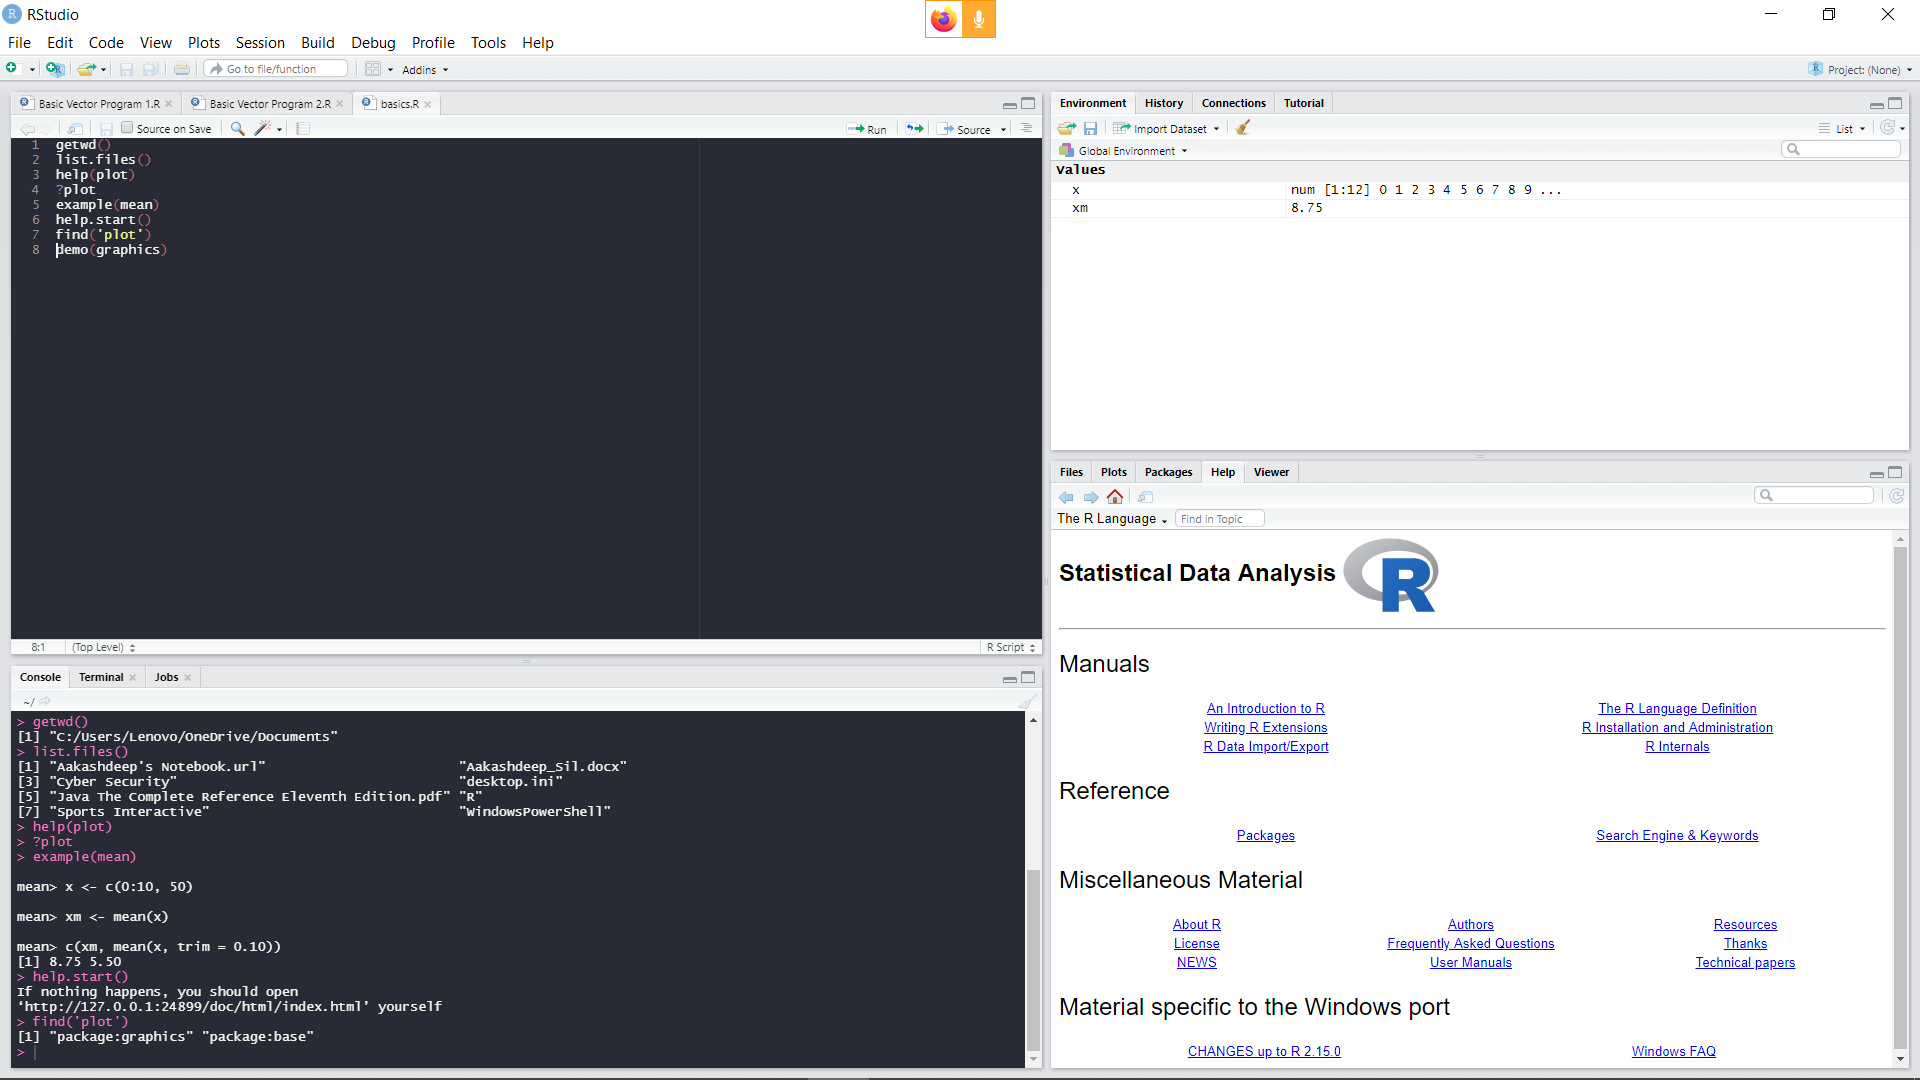 RStudio
File Edit Code View Plots Session Build Debug Profile Tools Help
Go to file/function Addins Project: (None)
Basic Vector Program 1.R Basic Vector Program 2.R basics.R
Source on Save Run Source
1 getwd()
2 list.files()
3 help(plot)
4 ?plot
5 example(mean)
6 help.start()
7 find('plot')
8 demo(graphics)
8:1 (Top Level) R Script
Console Terminal Jobs
~/
> getwd()
[1] "C:/Users/Lenovo/OneDrive/Documents"
> list.files()
[1] "Aakashdeep's Notebook.url" "Aakashdeep_Sil.docx"
[3] "Cyber Security" "desktop.ini"
[5] "Java The Complete Reference Eleventh Edition.pdf" "R"
[7] "Sports Interactive" "WindowsPowerShell"
> help(plot)
> ?plot
> example(mean)
mean> x <- c(0:10, 50)
mean> xm <- mean(x)
mean> c(xm, mean(x, trim = 0.10))
[1] 8.75 5.50
> help.start()
If nothing happens, you should open
‘http://127.0.0.1:24899/doc/html/index.html’ yourself
> find('plot')
[1] "package:graphics" "package:base"
>
Environment History Connections Tutorial
Import Dataset List
Global Environment
Values
x num [1:12] 0 1 2 3 4 5 6 7 8 9 ...
xm 8.75
Files Plots Packages Help Viewer
The R Language Find in Topic
Statistical Data Analysis R
Manuals
An Introduction to R The R Language Definition
Writing R Extensions R Installation and Administration
R Data Import/Export R Internals
Reference
Packages Search Engine & Keywords
Miscellaneous Material
About R Authors Resources
License Frequently Asked Questions Thanks
NEWS User Manuals Technical papers
Material specific to the Windows port
CHANGES up to R 2.15.0 Windows FAQ